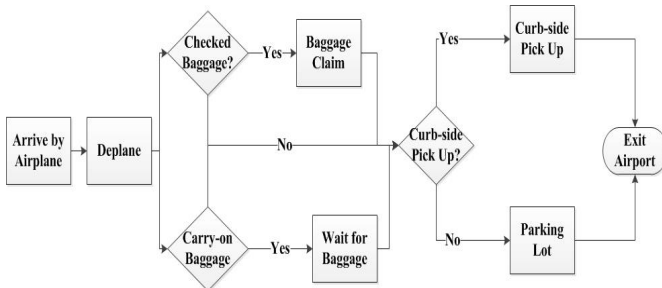 Arrive by
Airplane
Deplane
Checked
Baggage?
Yes
Baggage
Claim
No
Carry-on
Baggage
Yes
Wait for
Baggage
Curb-side
Pick Up?
Yes
Curb-side
Pick Up
No
Parking
Lot
Exit
Airport